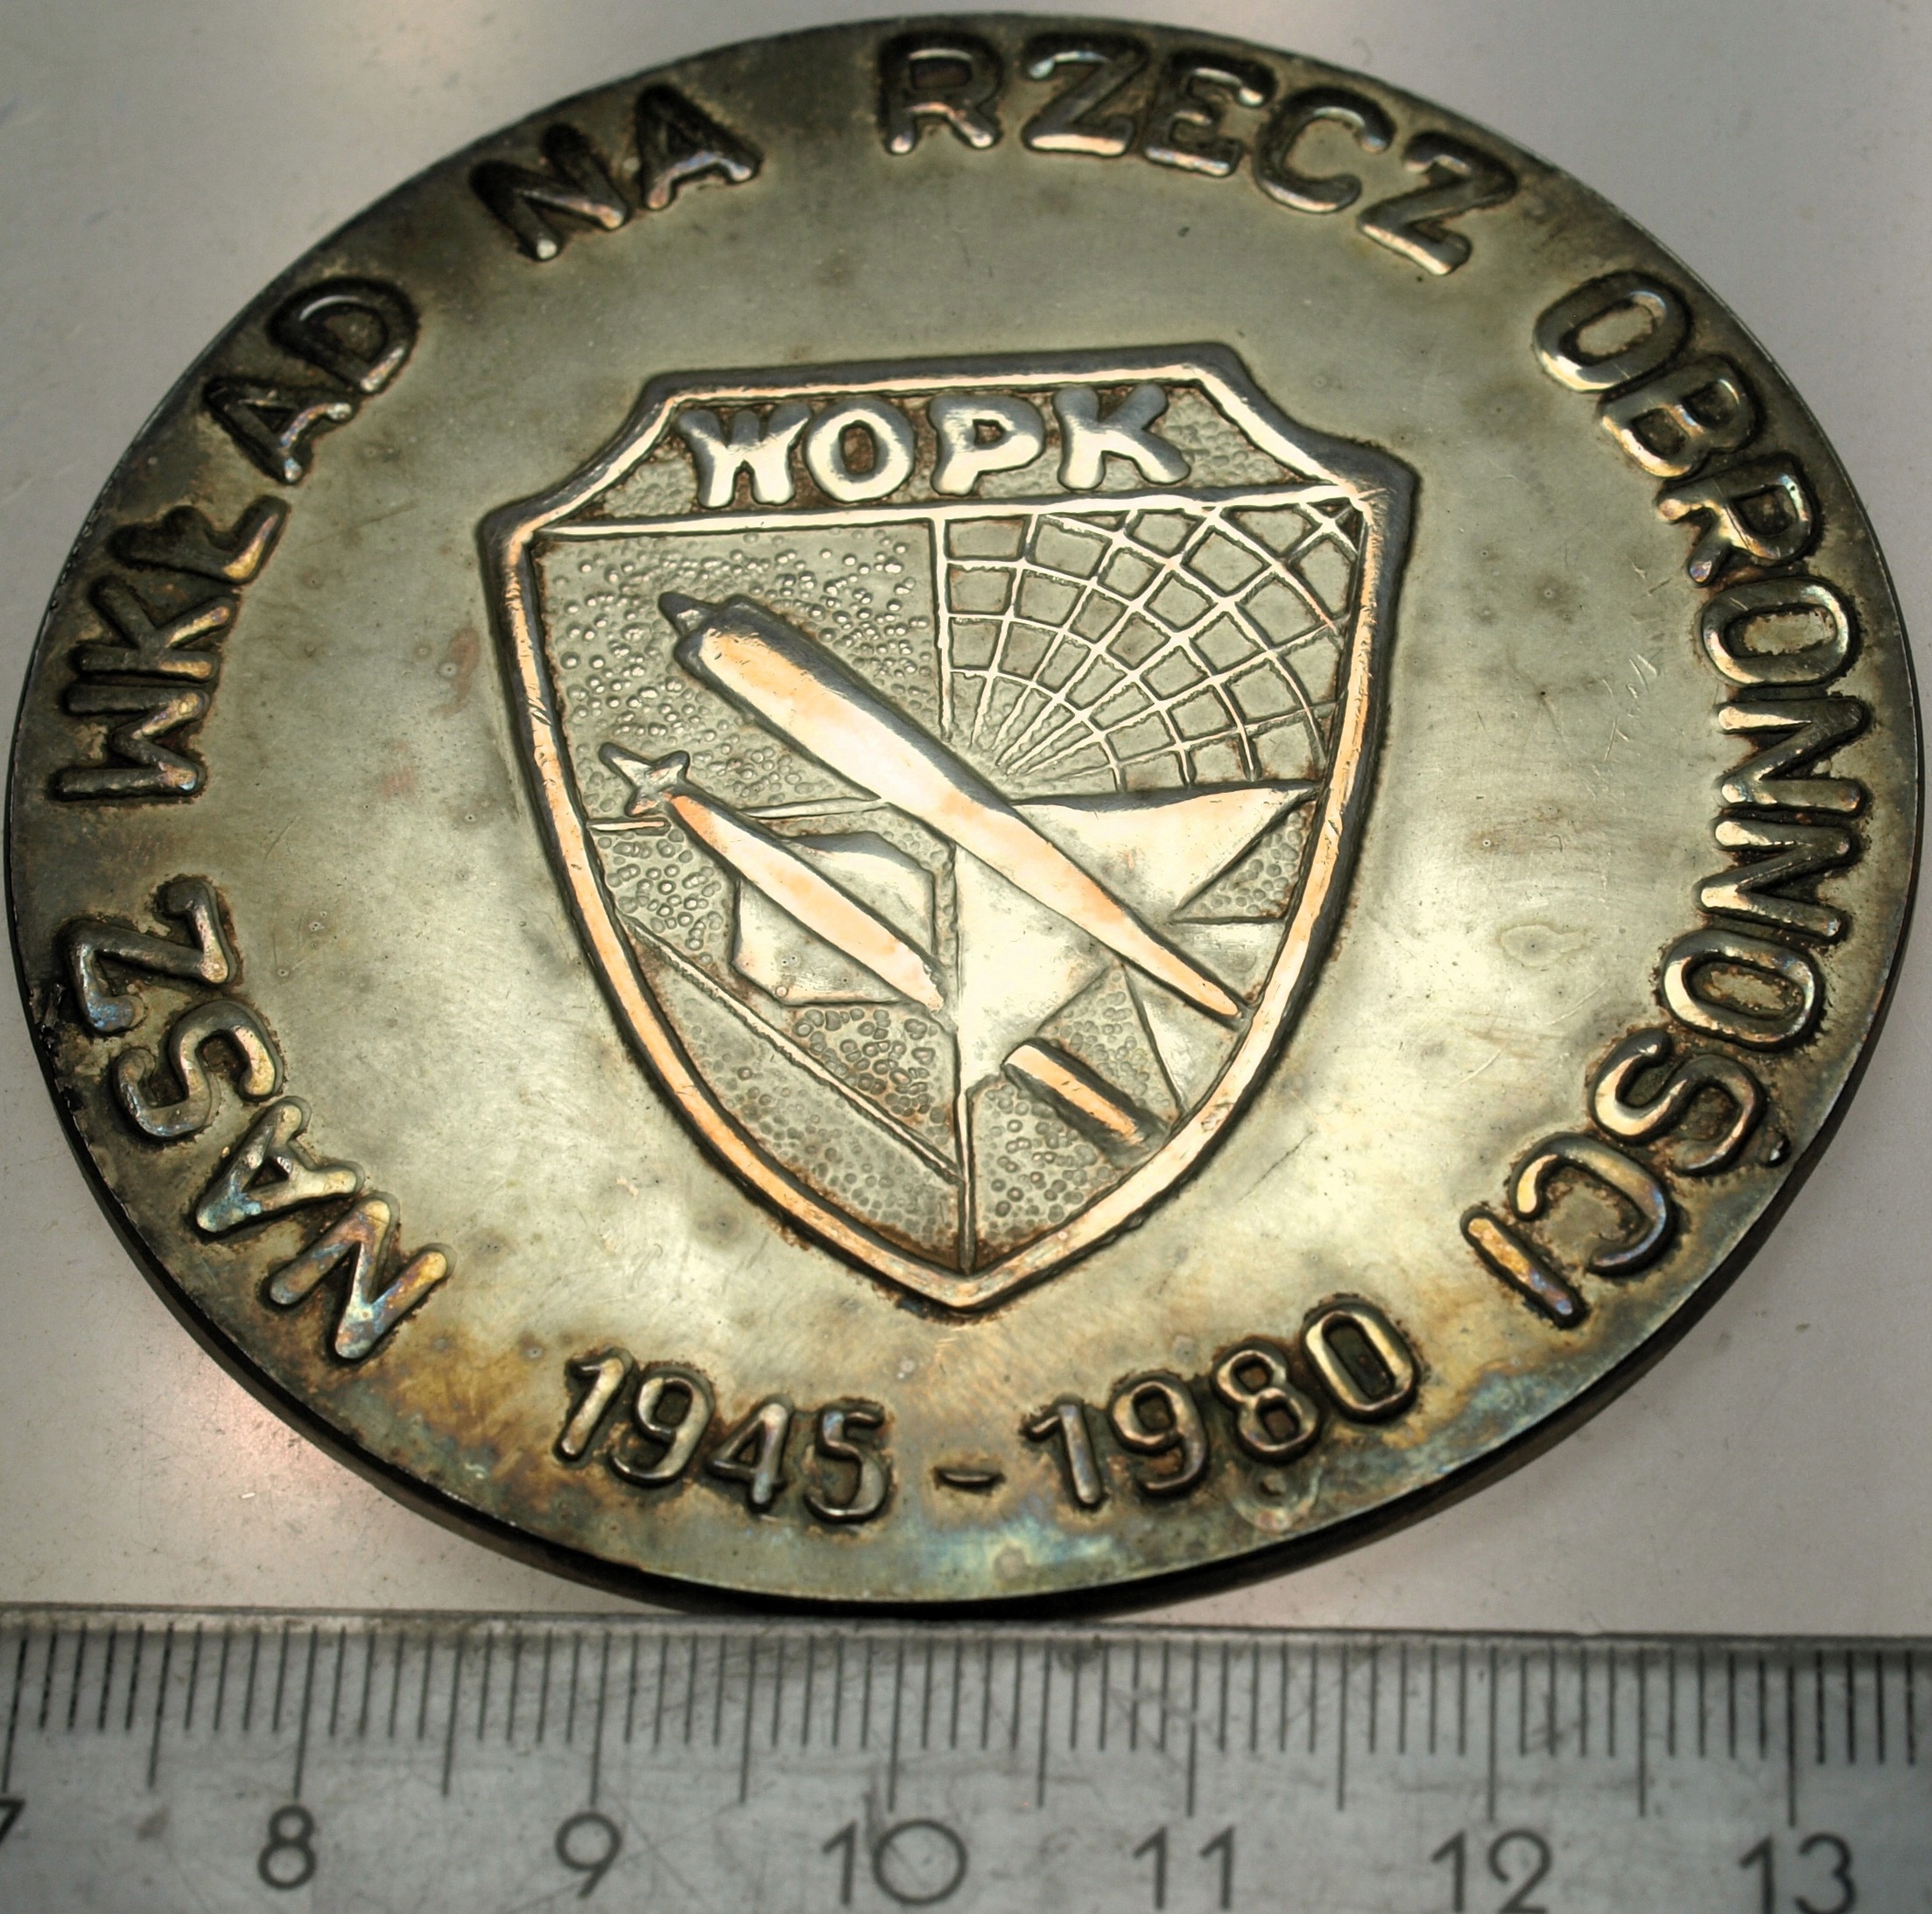 NASZ WKŁAD NA RZECZ OBRONNOŚCI
WOPK
1945-1980
7 8 9 10 11 12 13